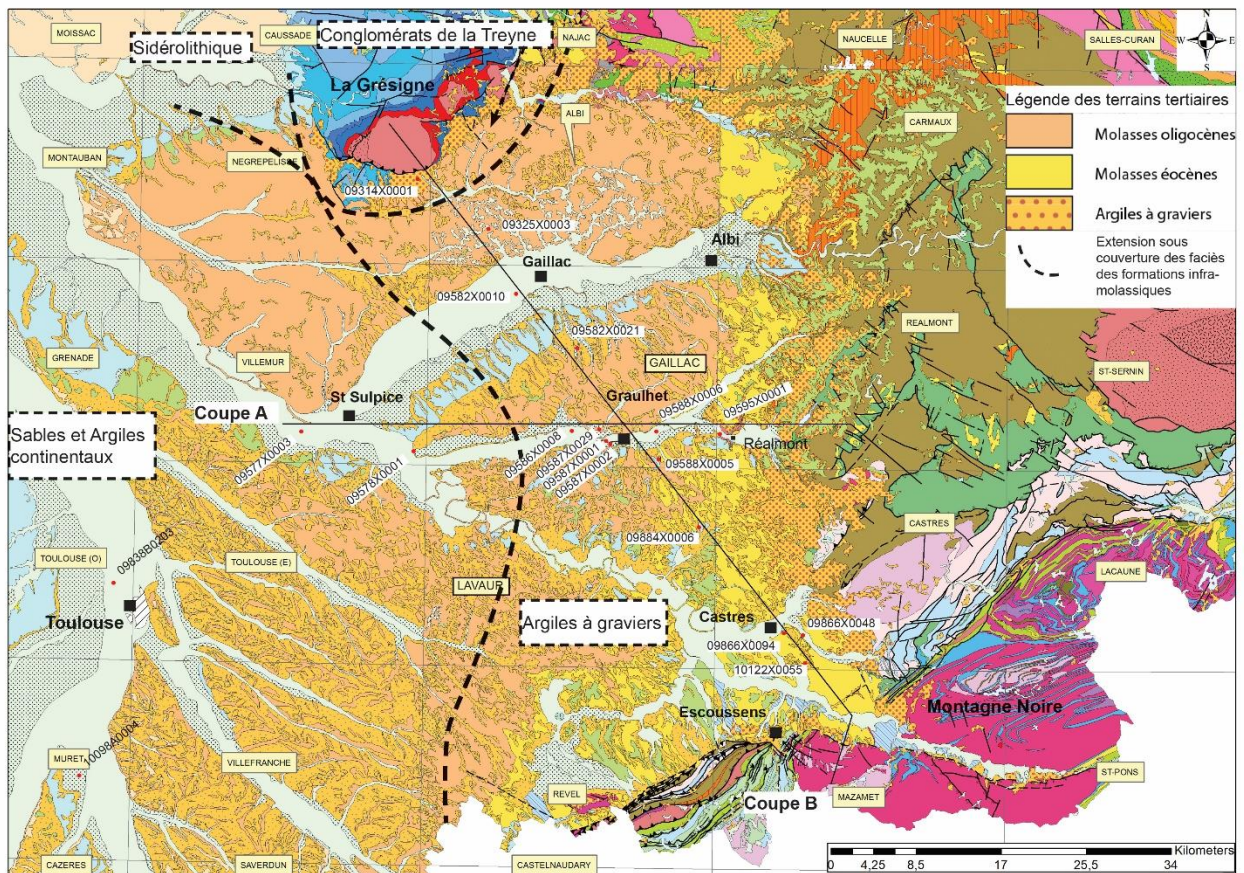 MOISSAC
Sidérolithique
CAUSSADE
Conglomérats de la Treyne
NAJAC
NAUCELLE
SALLES-CURAN
N
W
E
S
La Grésigne
Légende des terrains tertiaires
Molasses oligocènes
Molasses éocènes
Argiles à graviers
Extension sous
couverture des faciès
des formations infra-
molassiques
ALBI
CARMAUX
MONTAUBAN
NEGREPELISSE
09314X0001
09325X0003
Albi
Gaillac
09582X0010
REALMONT
09582X0021
GRENADE
VILLEMUR
GAILLAC
ST-SERNIN
St Sulpice
Graulhet
09588X0006
09595X0001
Coupe A
Sables et Argiles
continentaux
09577X0003
09578X0001
09586X0008
09587X0029
09587X0001
09587X0002
Réalmont
09588X0005
09884X0006
CASTRES
TOULOUSE (O)
09838B0203
TOULOUSE (E)
LAVAUR
LACAUNE
Toulouse
Argiles à graviers
Castres
09866X0048
09866X0094
10122X0055
Escoussens
Montagne Noire
MURET
10098A0004
VILLEFRANCHE
REVEL
Coupe B
MAZAMET
ST-PONS
CAZERES
SAVERDUN
CASTELNAUDARY
Kilometers
0
4,25
8,5
17
25,5
34